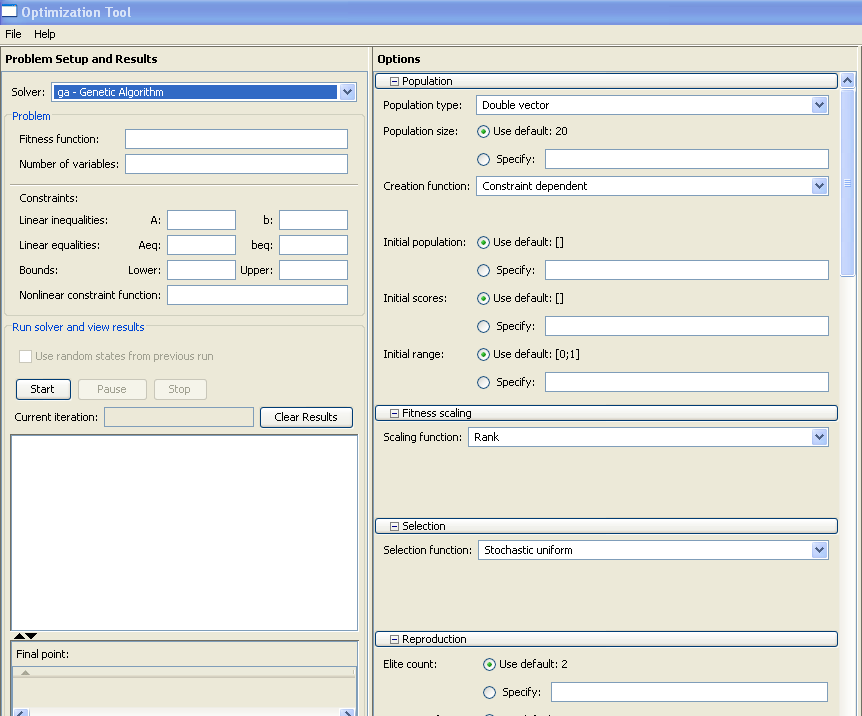 Optimization Tool
File Help
Problem Setup and Results
Solver: ga - Genetic Algorithm
Problem
Fitness function:
Number of variables:
Constraints:
Linear inequalities: A: b:
Linear equalities: Aeq: beq:
Bounds: Lower: Upper:
Nonlinear constraint function:
Run solver and view results
Use random states from previous run
Start Pause Stop
Current iteration: Clear Results
Final point:
Options
Population
Population type: Double vector
Population size: Use default: 20
Specify:
Creation function: Constraint dependent
Initial population: Use default: []
Specify:
Initial scores: Use default: []
Specify:
Initial range: Use default: [0;1]
Specify:
Fitness scaling
Scaling function: Rank
Selection
Selection function: Stochastic uniform
Reproduction
Elite count: Use default: 2
Specify: